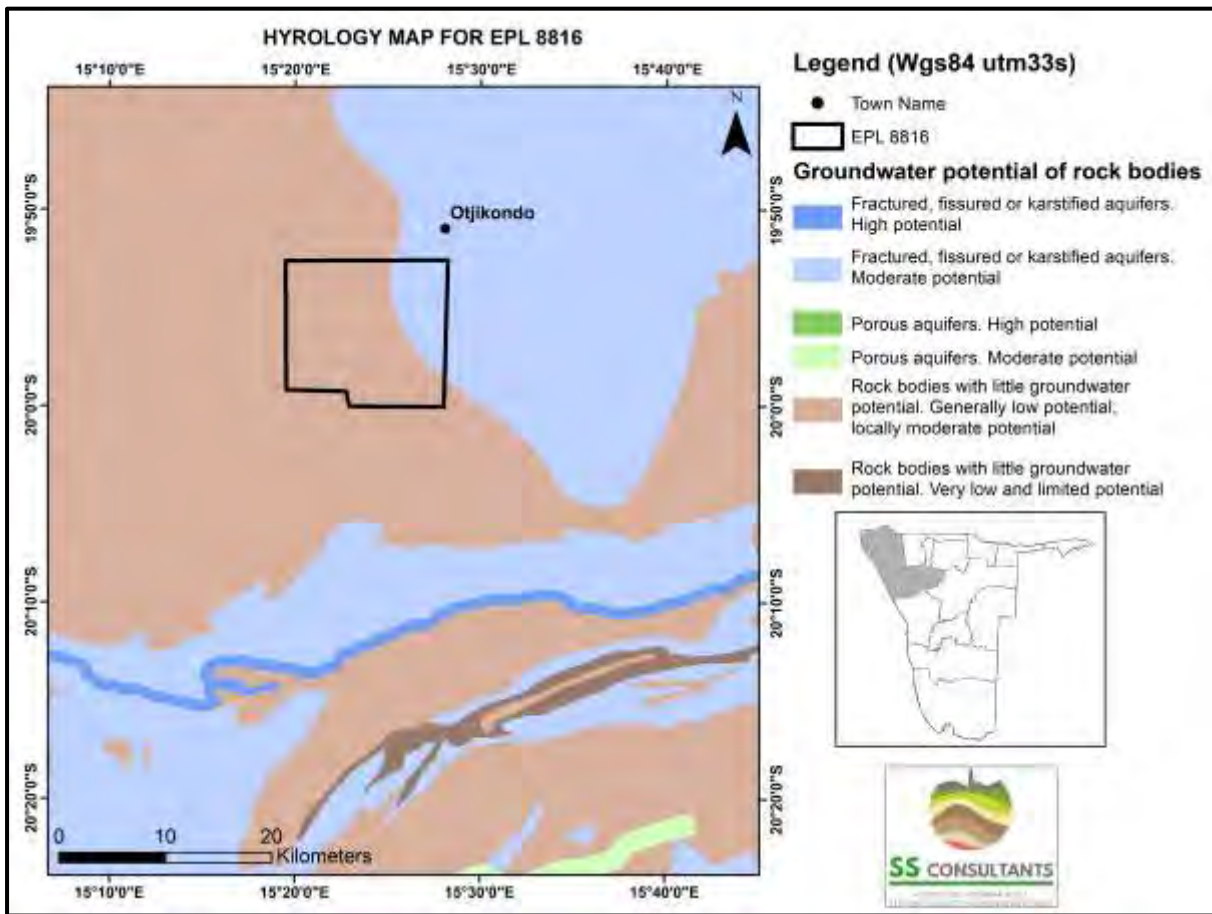 HYROLOGY MAP FOR EPL 8816
15°10'0"E 15°20'0"E 15°30'0"E 15°40'0"E
19°50'0"S
20°0'0"S
20°10'0"S
20°20'0"S
Z
Otjikondo
0 10 20
Kilometers
19°50'0"S
20°0'0"S
20°10'0"S
20°20'0"S
15°10'0"E 15°20'0"E 15°30'0"E 15°40'0"E
Legend (Wgs84 utm33s)
Town Name
EPL 8816
Groundwater potential of rock bodies
Fractured, fissured or karstified aquifers.
High potential
Fractured, fissured or karstified aquifers.
Moderate potential
Porous aquifers. High potential
Porous aquifers. Moderate potential
Rock bodies with little groundwater
potential. Generally low potential,
locally moderate potential
Rock bodies with little groundwater
potential. Very low and limited potential
SS CONSULTANTS